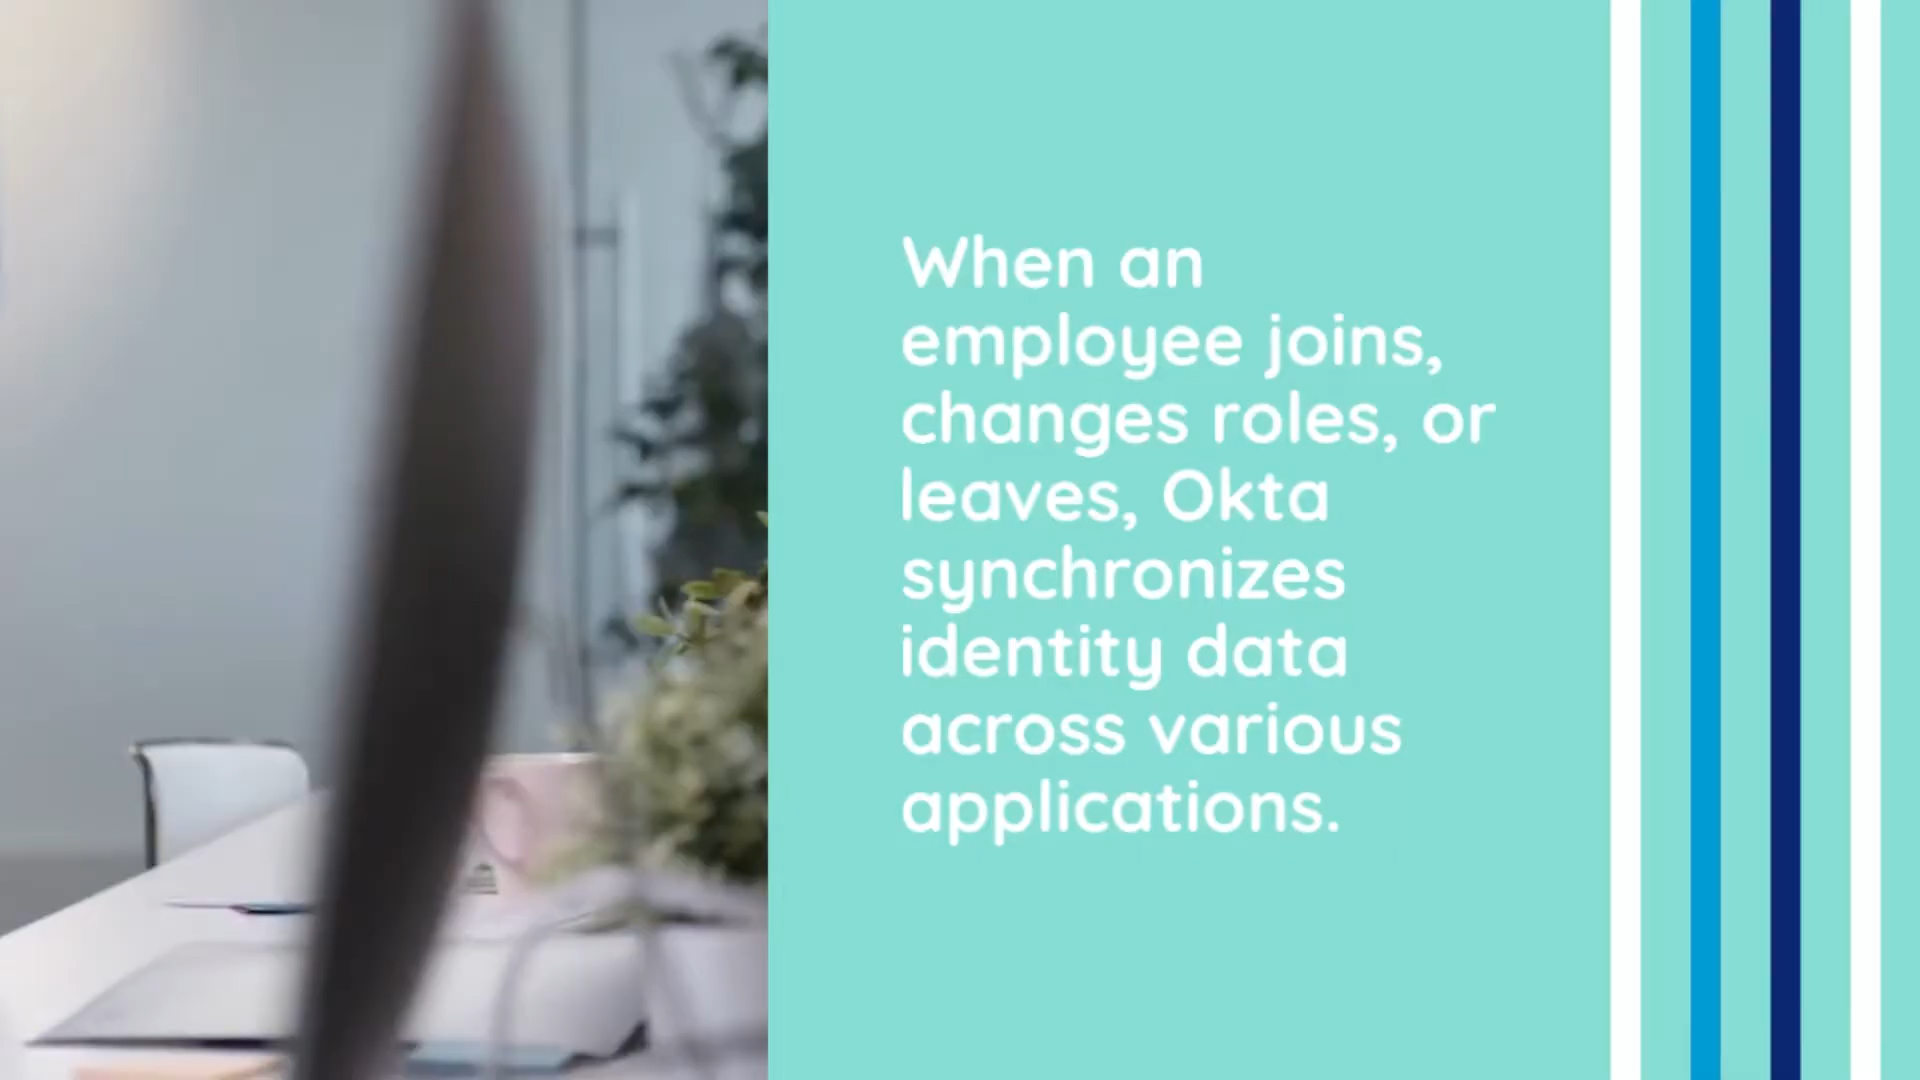 When an
employee joins,
changes roles, or
leaves, Okta
synchronizes
identity data
across various
applications.